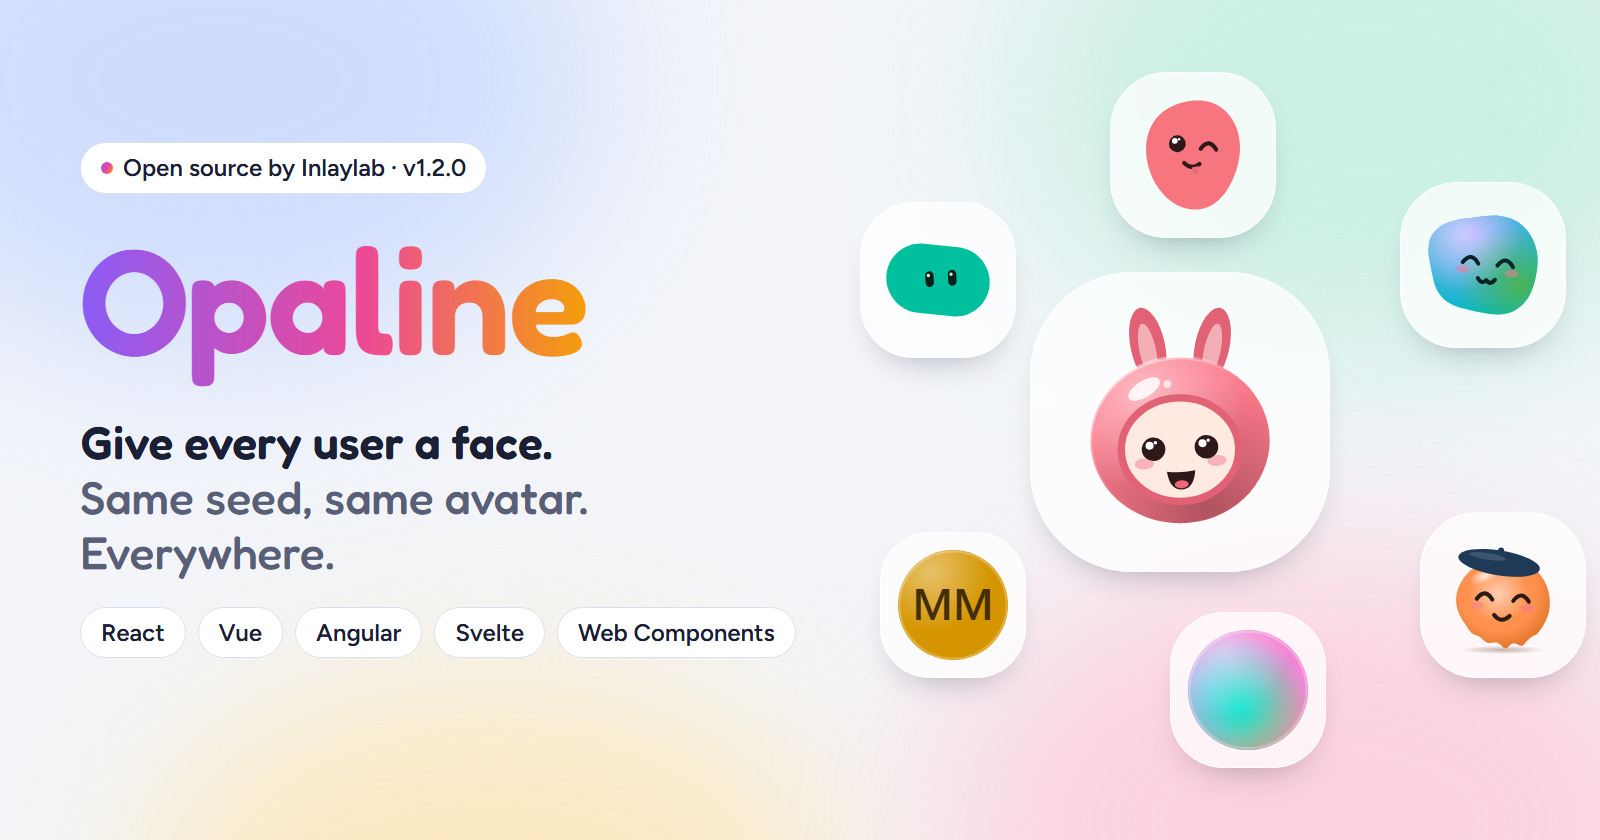 Open source by Inlaylab · v1.2.0
Opaline
Give every user a face.
Same seed, same avatar.
Everywhere.
React
Vue
Angular
Svelte
Web Components
MM